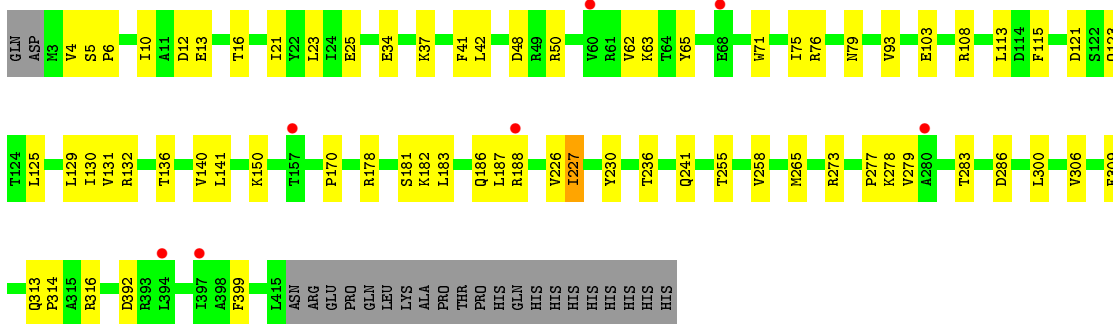 GLN ASP M3 V4 S5 P6 I10 A11 D12 E13 T16 I21 Y22 L23 I24 E25 E34 K37 F41 L42 D48 R49 R50 V60 R61 V62 K63 T64 Y65 E68 W71 I75 R76 N79 V93 E103 R108 L113 D114 F115 D121 S122
T124 L125 L129 I130 V131 R132 T136 V140 L141 K150 T157 P170 R178 S181 K182 L183 Q186 L187 R188 V226 I227 Y230 T236 Q241 T255 V258 M265 R273 P277 K278 V279 A280 T283 D286 L300 V306
Q313 P314 A315 R316 D392 R393 L394 I397 A398 F399 L415 ASN ARG GLU PRO GLN LEU LYS ALA PRO THR PRO HIS GLN HIS HIS HIS HIS HIS HIS HIS